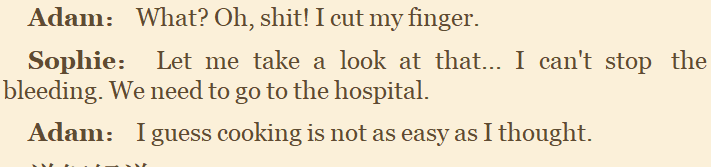 Adam： What? Oh, shit! I cut my finger.
Sophie： Let me take a look at that... I can't stop the
bleeding. We need to go to the hospital.
Adam： I guess cooking is not as easy as I thought.